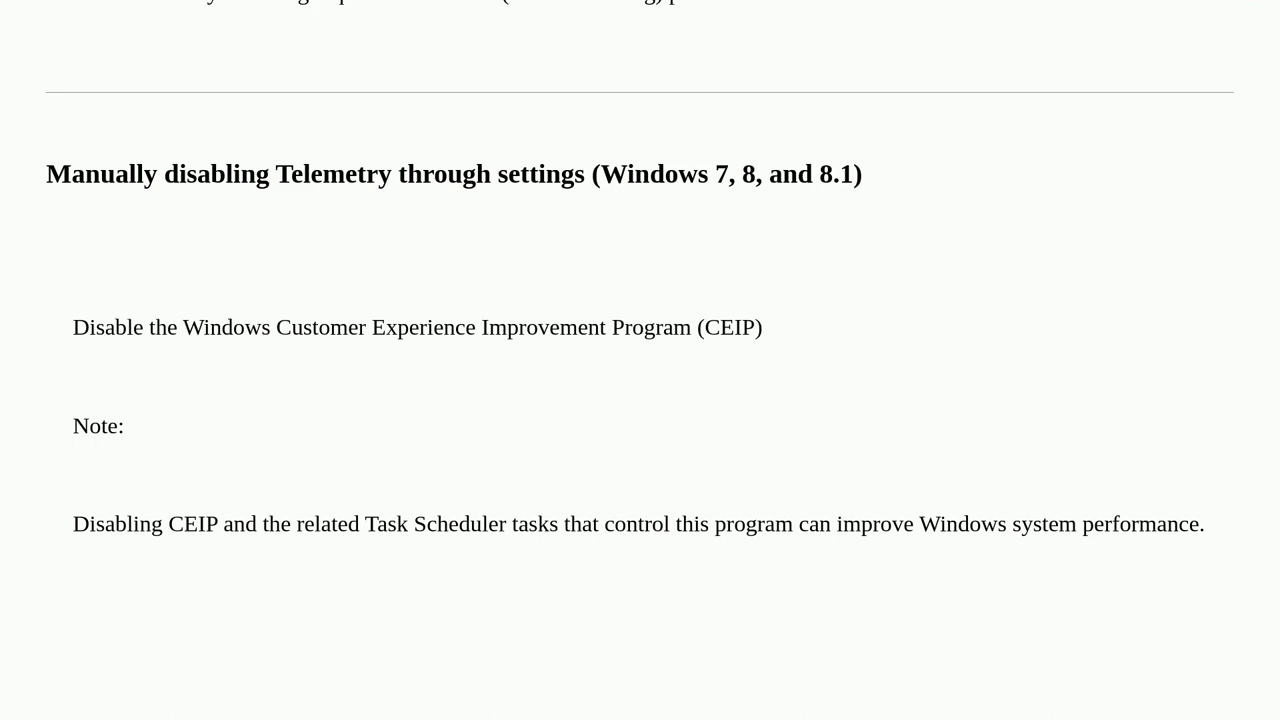 Manually disabling Telemetry through settings (Windows 7, 8, and 8.1)
Disable the Windows Customer Experience Improvement Program (CEIP)
Note:
Disabling CEIP and the related Task Scheduler tasks that control this program can improve Windows system performance.